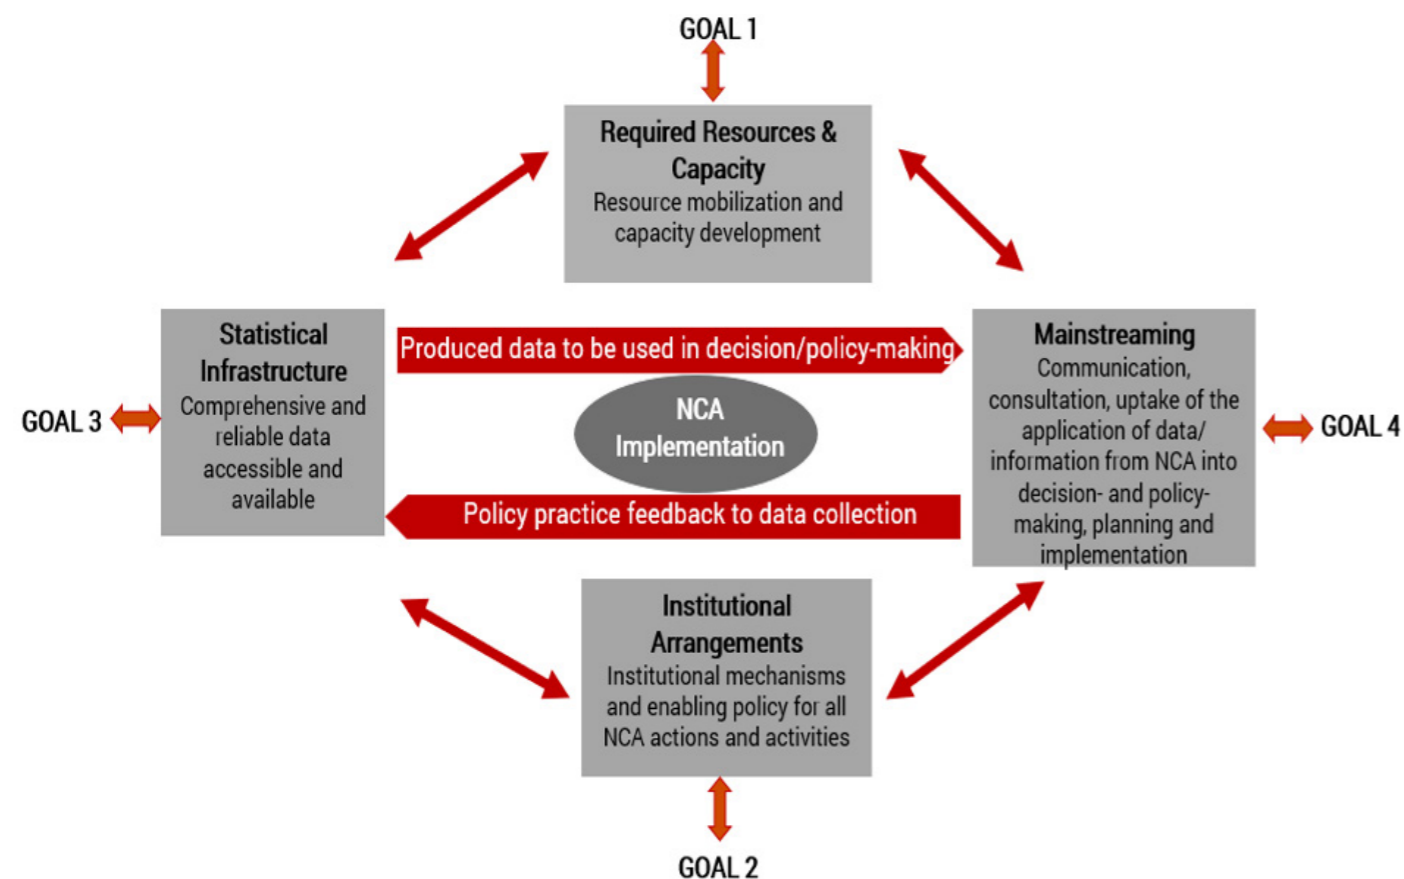 GOAL 1
Required Resources &
Capacity
Resource mobilization and
capacity development
Statistical
Infrastructure
Comprehensive and
reliable data
accessible and
available
GOAL 3
Produced data to be used in decision/policy-making
NCA
Implementation
Policy practice feedback to data collection
Mainstreaming
Communication,
consultation, uptake of the
application of data/
information from NCA into
decision- and policy-
making, planning and
implementation
GOAL 4
Institutional
Arrangements
Institutional mechanisms
and enabling policy for all
NCA actions and activities
GOAL 2